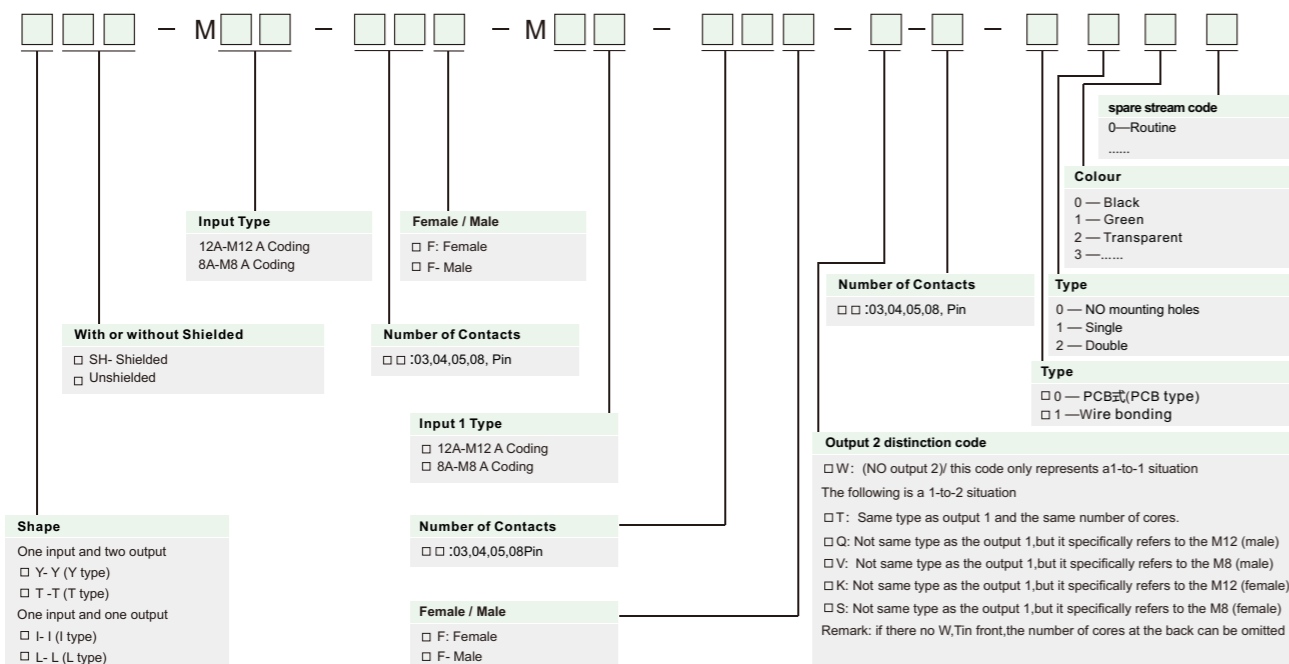 — M — — M — — — —
spare stream code
0—Routine
......
Colour
0 — Black
1 — Green
2 — Transparent
3 —......
Input Type
12A-M12 A Coding
8A-M8 A Coding
Female / Male
□ F: Female
□ F- Male
Number of Contacts
□ □ :03,04,05,08, Pin
Type
0 — NO mounting holes
1 — Single
2 — Double
With or without Shielded
□ SH- Shielded
□ Unshielded
Number of Contacts
□ □ :03,04,05,08, Pin
Type
□ 0 — PCB式(PCB type)
□ 1 —Wire bonding
Input 1 Type
□ 12A-M12 A Coding
□ 8A-M8 A Coding
Output 2 distinction code
□ W: (NO output 2)/ this code only represents a1-to-1 situation
The following is a 1-to-2 situation
□ T: Same type as output 1 and the same number of cores.
□ Q: Not same type as the output 1,but it specifically refers to the M12 (male)
□ V: Not same type as the output 1,but it specifically refers to the M8 (male)
□ K: Not same type as the output 1,but it specifically refers to the M12 (female)
□ S: Not same type as the output 1,but it specifically refers to the M8 (female)
Remark: if there no W,Tin front,the number of cores at the back can be omitted
Shape
One input and two output
□ Y- Y (Y type)
□ T -T (T type)
One input and one output
□ I- I (I type)
□ L- L (L type)
Number of Contacts
□ □ :03,04,05,08Pin
Female / Male
□ F: Female
□ F- Male